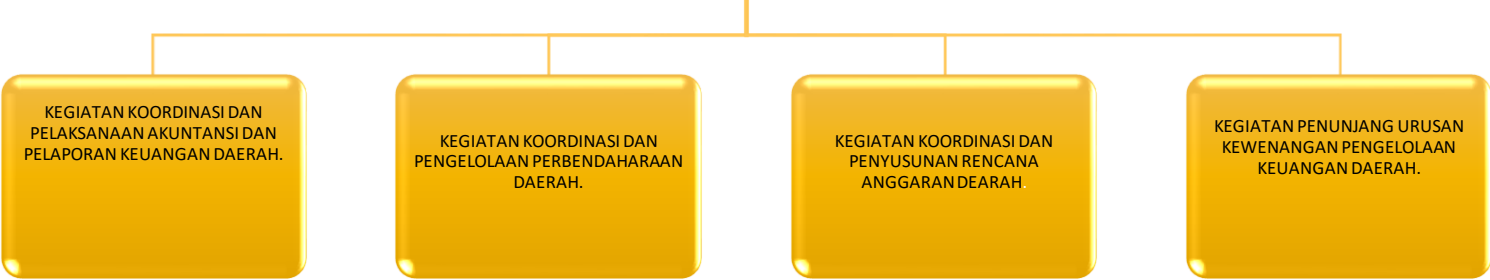 KEGIATAN KOORDINASI DAN
PELAKSANAAN AKUNTANSI DAN
PELAPORAN KEUANGAN DAERAH.
KEGIATAN KOORDINASI DAN
PENGELOLAAN PERBENDAHARAAN
DAERAH.
KEGIATAN KOORDINASI DAN
PENYUSUNAN RENCANA
ANGGARAN DEARAH.
KEGIATAN PENUNJANG URUSAN
KEWENANGAN PENGELOLAAN
KEUANGAN DAERAH.